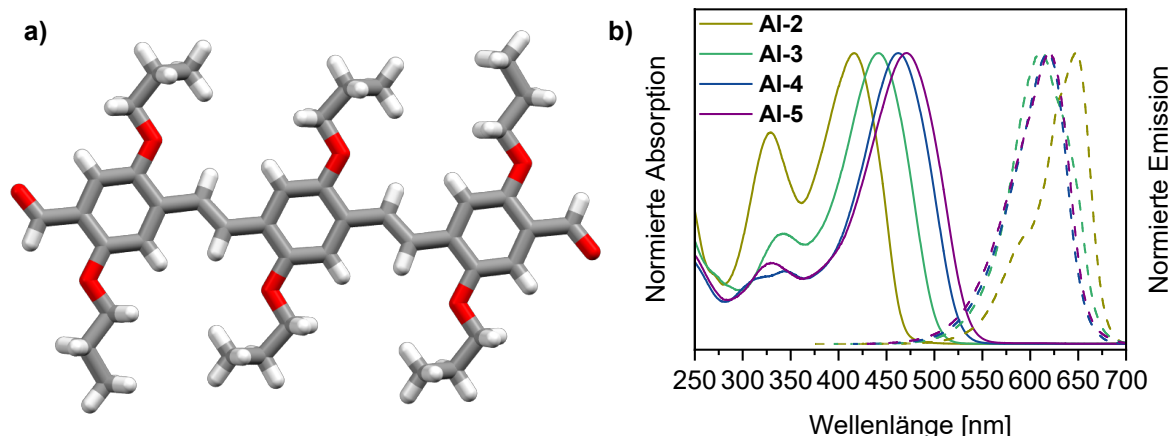 a)
b)
Al-2
Al-3
Al-4
Al-5
Normierte Absorption
Normierte Emission
250 300 350 400 450 500 550 600 650 700
Wellenlänge [nm]